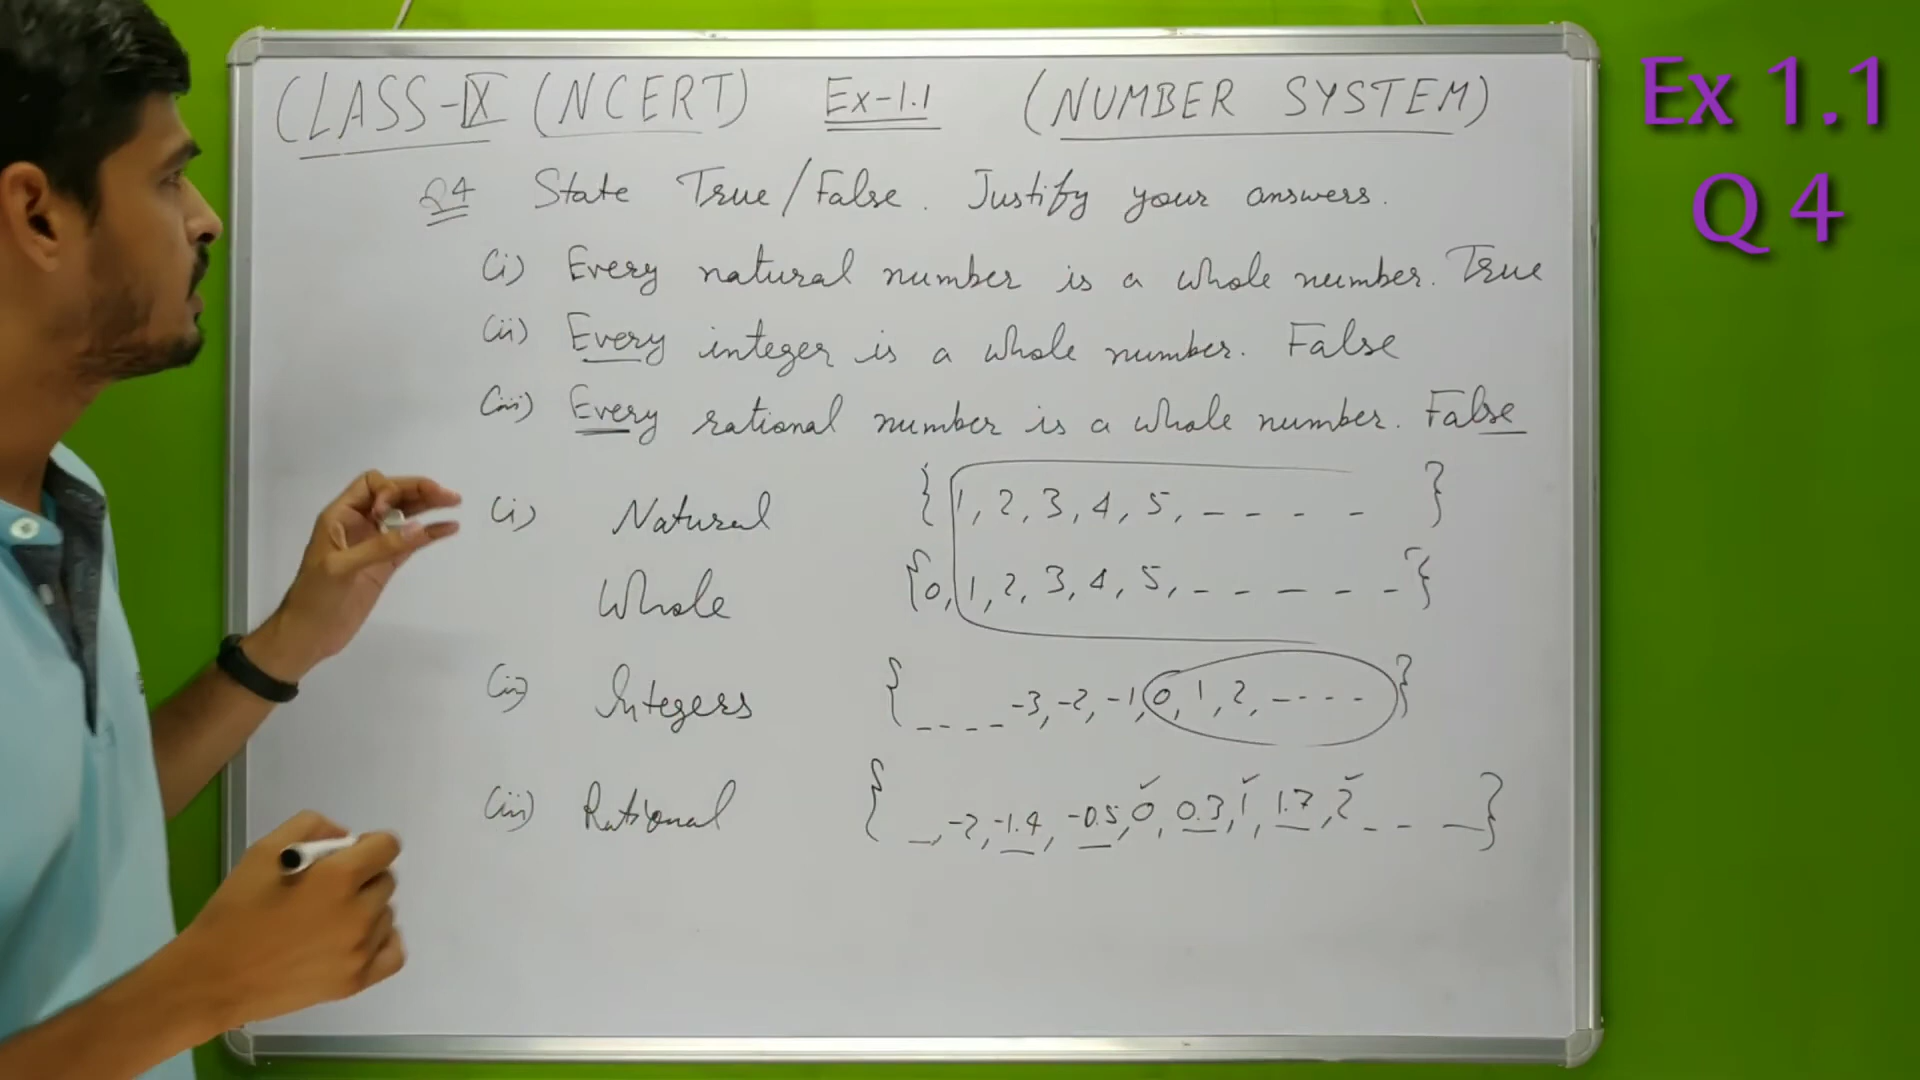 CLASS-IX (NCERT) Ex-1.1 (NUMBER SYSTEM)
Ex 1.1
Q 4
Q4 State True/False. Justify your answers.
(i) Every natural number is a whole number. True
(ii) Every integer is a whole number. False
(iii) Every rational number is a whole number. False
(i) Natural {1, 2, 3, 4, 5, - - - - }
Whole {0, 1, 2, 3, 4, 5, - - - - - }
(ii) Integers { - - - - -3, -2, -1, 0, 1, 2, - - - - }
(iii) Rational { -, -2, -1.4, -0.5, 0, 0.3, 1, 1.7, 2, - - - }